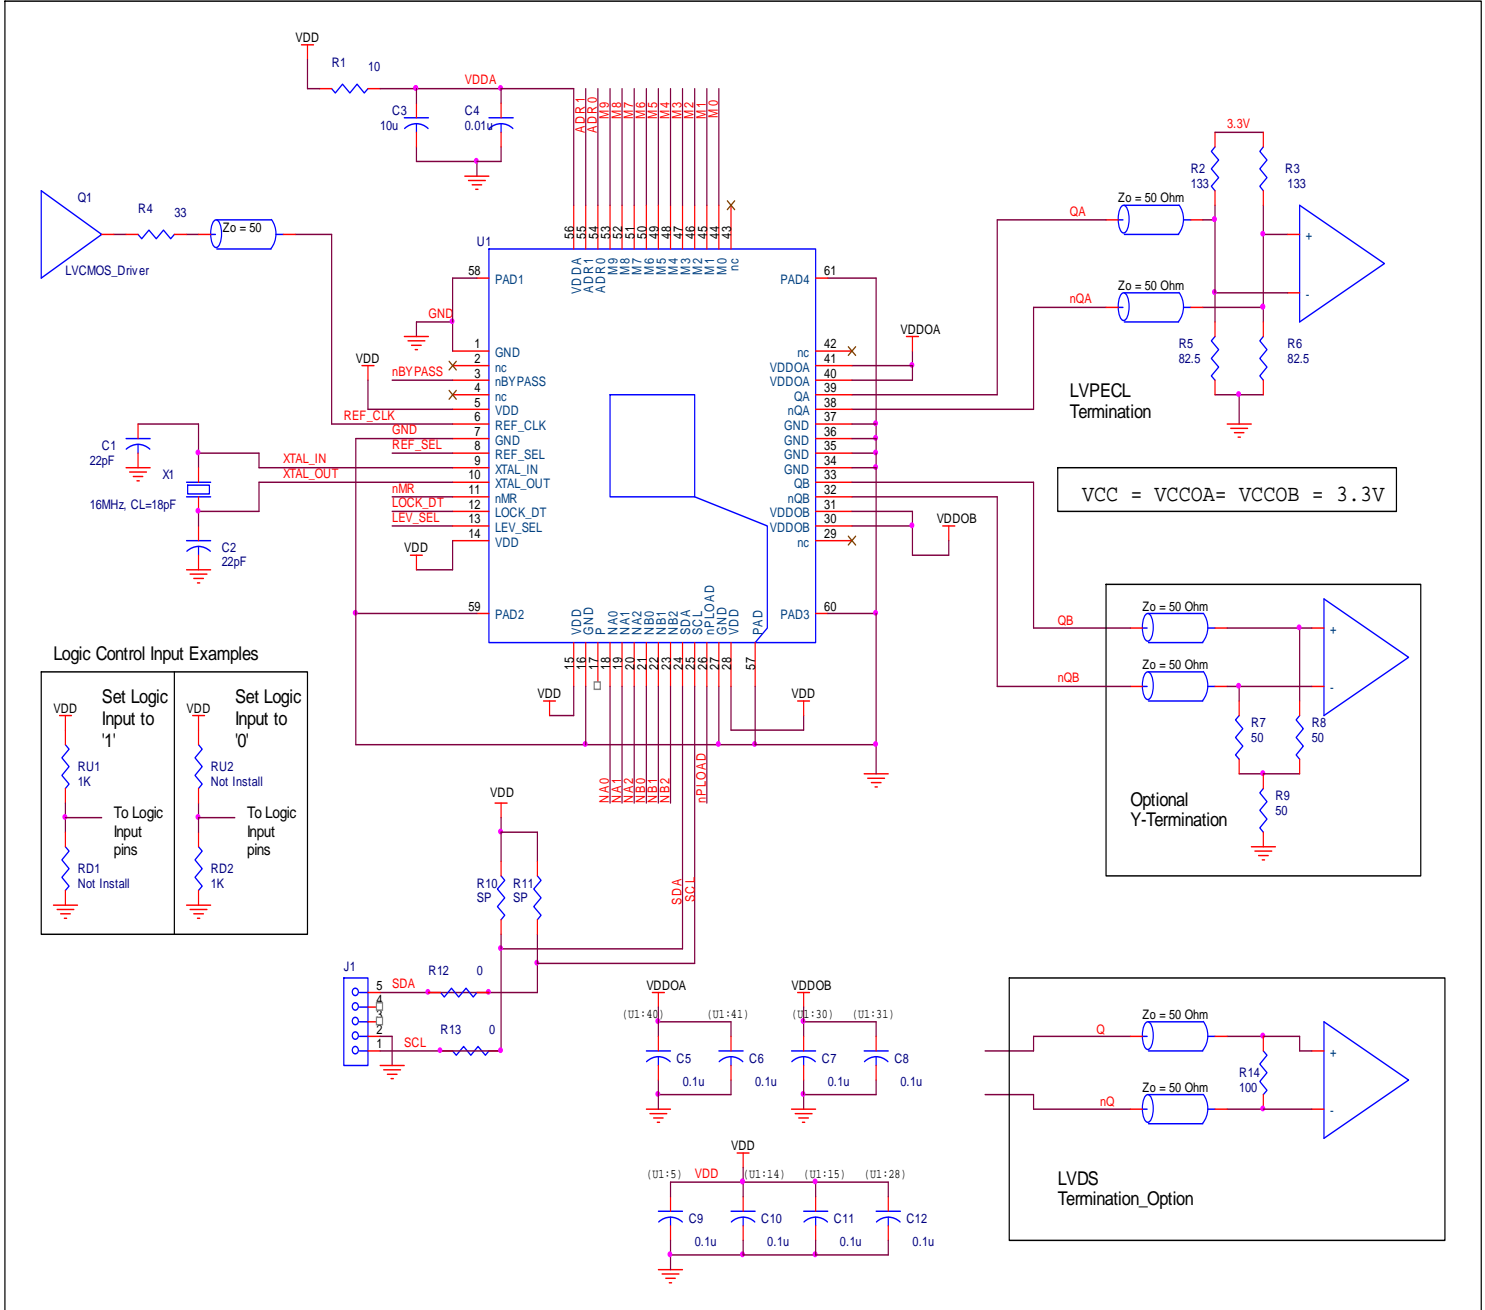 VDD
R1 10
VDDA
C3
10u
C4
0.01u
ADR1
ADR0
M9
M8
M7
M6
M5
M4
M3
M2
M1
M0
3.3V
R2
133
R3
133
Q1
R4 33
Zo = 50
LVCMOS_Driver
QA
Zo = 50 Ohm
nQA
Zo = 50 Ohm
+
-
R5
82.5
R6
82.5
LVPECL
Termination
U1
56 55 54 53 52 51 50 49 48 47 46 45 44 43
VDDA ADR1 ADR0 M9 M8 M7 M6 M5 M4 M3 M2 M1 M0 nc
58 PAD1
61 PAD4
GND
1 GND
2 nc
VDD
nBYPASS 3 nBYPASS
4 nc
5 VDD
REF_CLK 6 REF_CLK
GND 7 GND
REF_SEL 8 REF_SEL
XTAL_IN 9 XTAL_IN
XTAL_OUT 10 XTAL_OUT
nMR 11 nMR
LOCK_DT 12 LOCK_DT
LEV_SEL 13 LEV_SEL
14 VDD
VDD
59 PAD2
VDDOA
nc 42
VDDOA 41
VDDOA 40
QA 39
nQA 38
GND 37
GND 36
GND 35
GND 34
QB 33
nQB 32
VDDOB 31
VDDOB 30
nc 29
VDDOB
PAD3 60
C1
22pF
X1
16MHz, CL=18pF
C2
22pF
VCC = VCCOA= VCCOB = 3.3V
VDD GND P NA0 NA1 NA2 NB0 NB1 NB2 SDA SCL nPLOAD GND VDD PAD
15 16 17 18 19 20 21 22 23 24 25 26 27 28 57
VDD
VDD
NA0
NA1
NA2
NB0
NB1
NB2
nPLOAD
QB
Zo = 50 Ohm
nQB
Zo = 50 Ohm
+
-
R7
50
R8
50
R9
50
Optional
Y-Termination
Logic Control Input Examples
Set Logic
Input to
'1'
VDD
RU1
1K
To Logic
Input
pins
RD1
Not Install
Set Logic
Input to
'0'
VDD
RU2
Not Install
To Logic
Input
pins
RD2
1K
VDD
R10
SP
R11
SP
SDA
SCL
J1
5 SDA
R12 0
4
3
2
1 SCL
R13 0
VDDOA
(U1:40) (U1:41)
C5
0.1u
C6
0.1u
VDDOB
(U1:30) (U1:31)
C7
0.1u
C8
0.1u
VDD
(U1:5) VDD (U1:14) (U1:15) (U1:28)
C9
0.1u
C10
0.1u
C11
0.1u
C12
0.1u
Q
Zo = 50 Ohm
nQ
Zo = 50 Ohm
R14
100
+
-
LVDS
Termination_Option